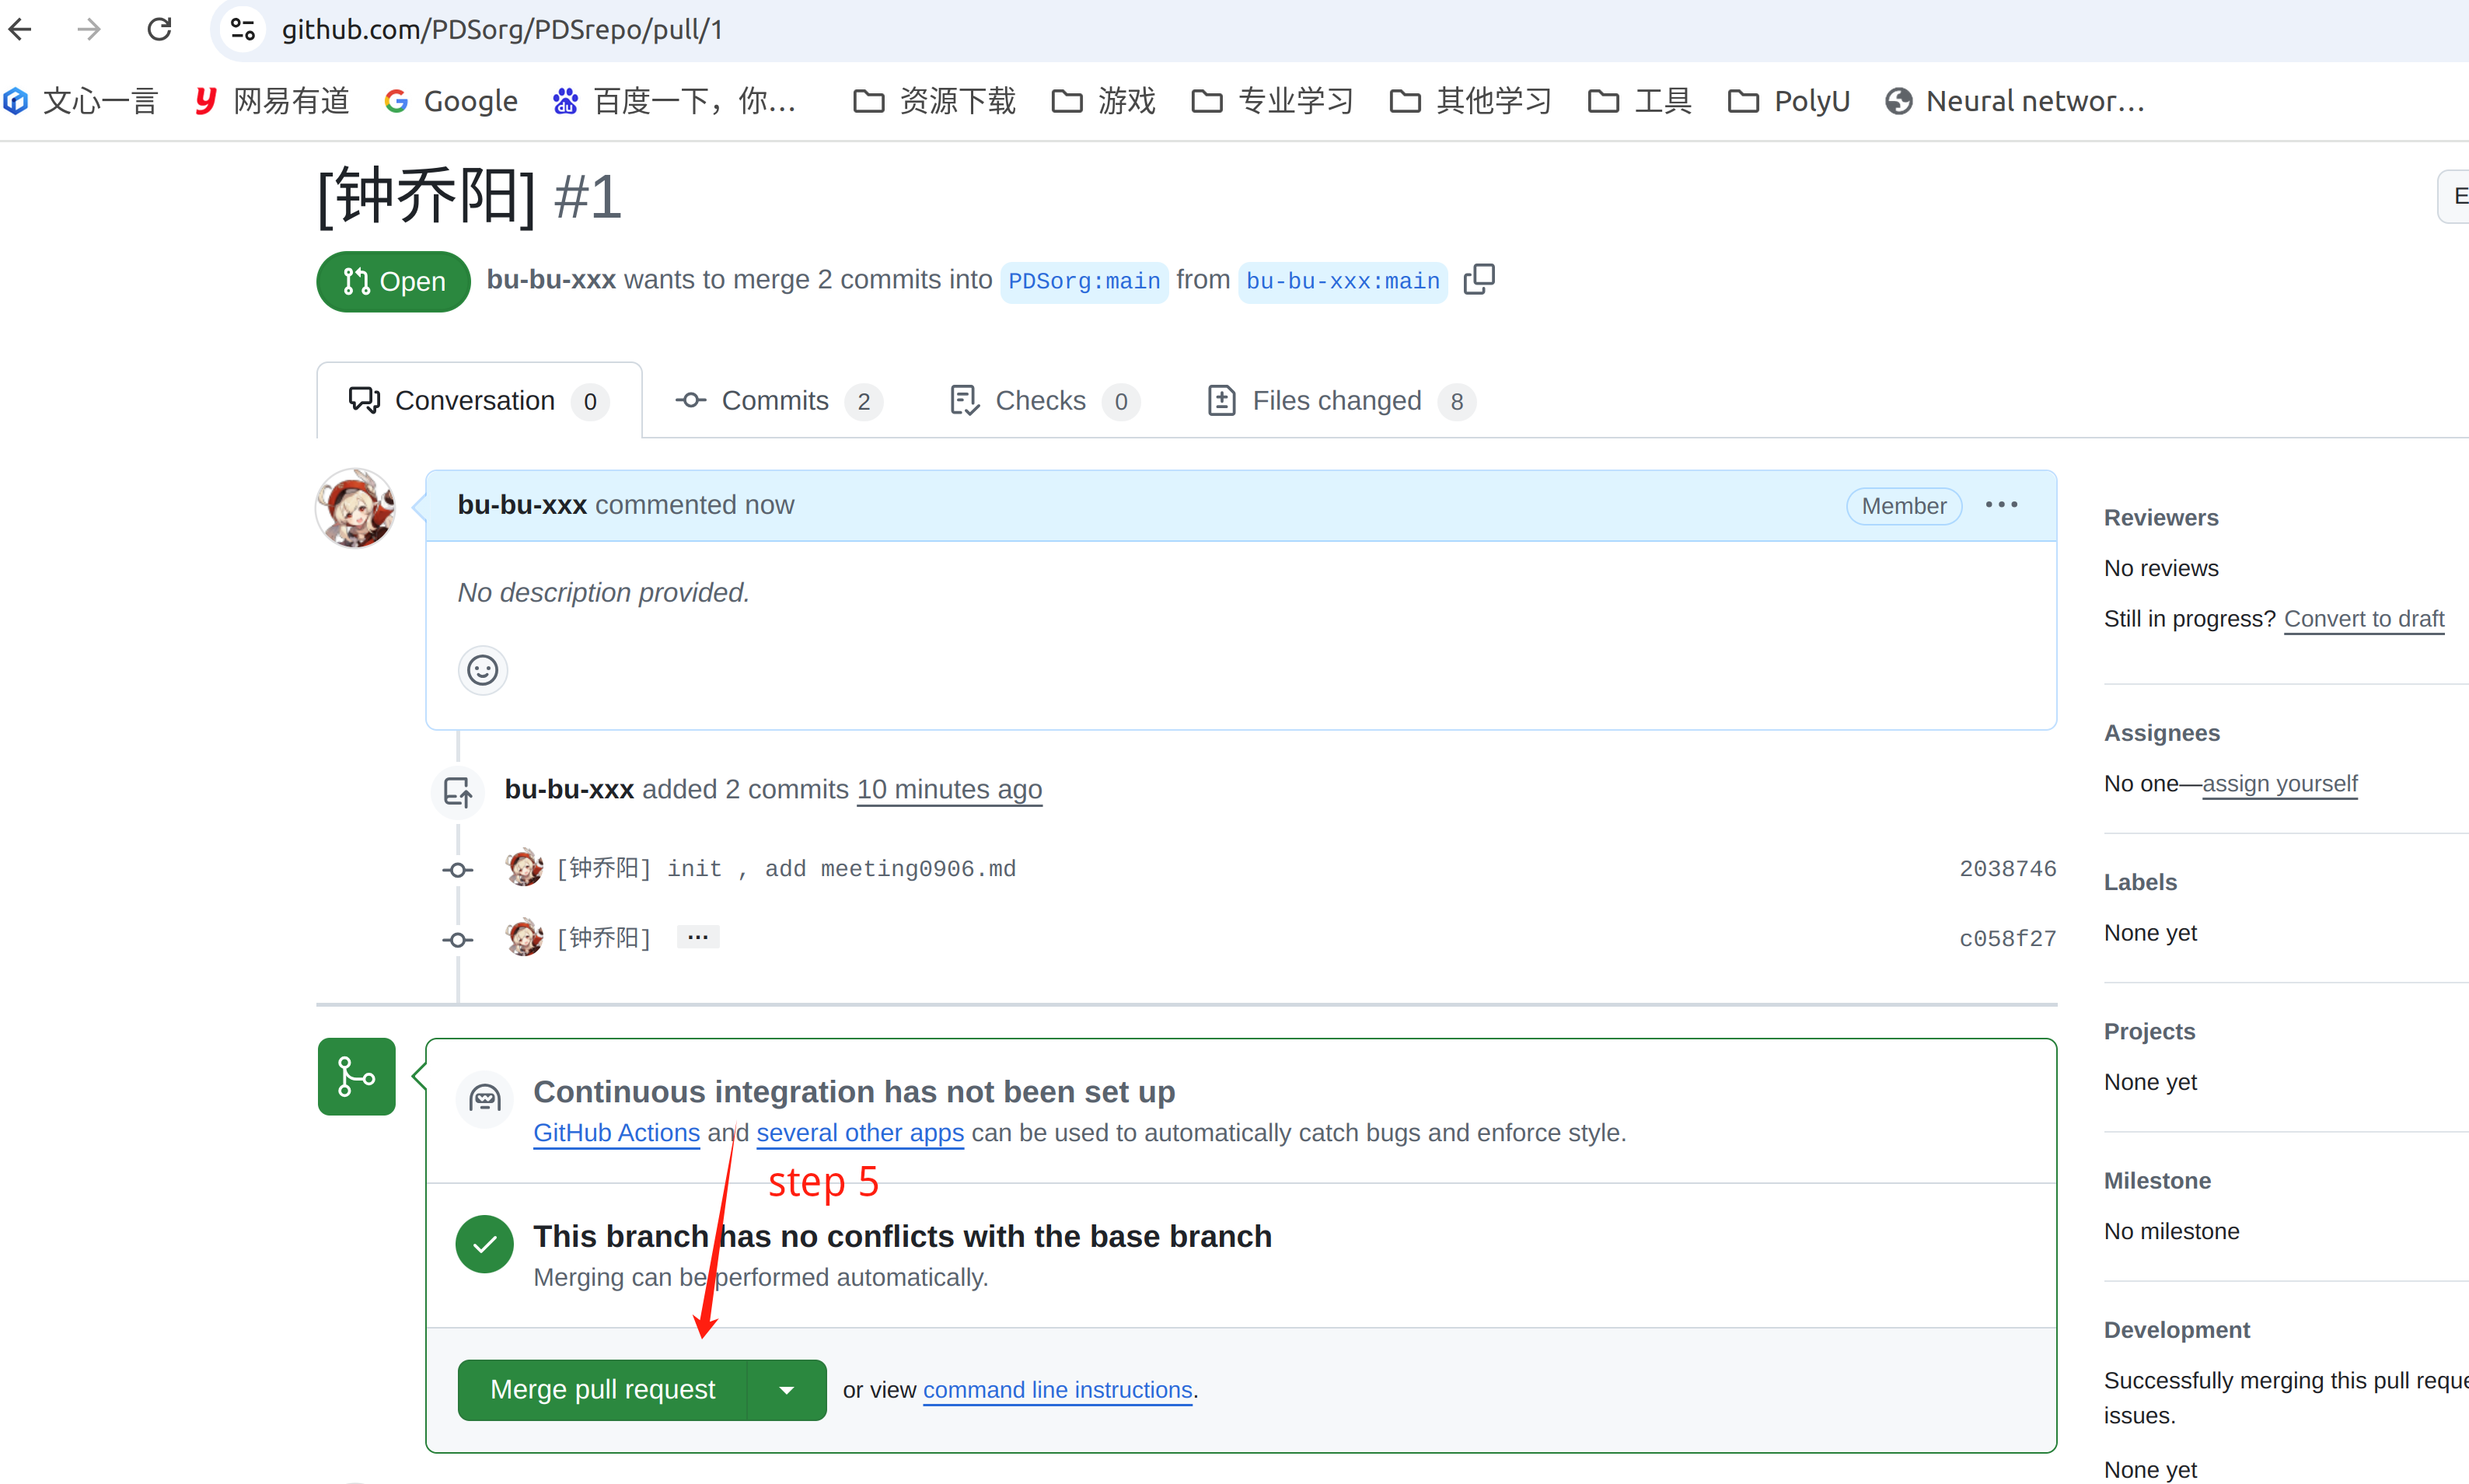 github.com/PDSorg/PDSrepo/pull/1
文心一言 网易有道 Google 百度一下，你... 资源下载 游戏 专业学习 其他学习 工具 PolyU Neural networ...
[钟乔阳] #1
E
Open bu-bu-xxx wants to merge 2 commits into PDSorg:main from bu-bu-xxx:main
Conversation 0 Commits 2 Checks 0 Files changed 8
bu-bu-xxx commented now Member ...
No description provided.
bu-bu-xxx added 2 commits 10 minutes ago
[钟乔阳] init , add meeting0906.md 2038746
[钟乔阳] ... c058f27
Continuous integration has not been set up
GitHub Actions and several other apps can be used to automatically catch bugs and enforce style.
step 5
This branch has no conflicts with the base branch
Merging can be performed automatically.
Merge pull request or view command line instructions.
Reviewers
No reviews
Still in progress? Convert to draft
Assignees
No one—assign yourself
Labels
None yet
Projects
None yet
Milestone
No milestone
Development
Successfully merging this pull reque
issues.
None yet